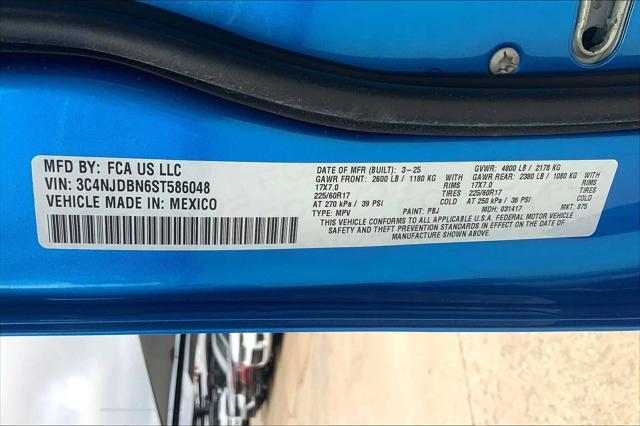 MFD BY: FCA US LLC
VIN: 3C4NJDBN6ST586048
VEHICLE MADE IN: MEXICO
DATE OF MFR (BUILT): 3-25 GVWR: 4800 LB / 2178 KG
GAWR FRONT: 2600 LB / 1180 KG GAWR REAR: 2380 LB / 1080 KG
17X7.0 RIMS 17X7.0 RIMS
225/60R17 TIRES 225/60R17 TIRES
AT 270 kPa / 39 PSI COLD AT 250 kPa / 36 PSI COLD
TYPE: MPV PAINT: PBJ MDH: 031417 MKT: 875
THIS VEHICLE CONFORMS TO ALL APPLICABLE U.S.A. FEDERAL MOTOR VEHICLE
SAFETY AND THEFT PREVENTION STANDARDS IN EFFECT ON THE DATE OF
MANUFACTURE SHOWN ABOVE.